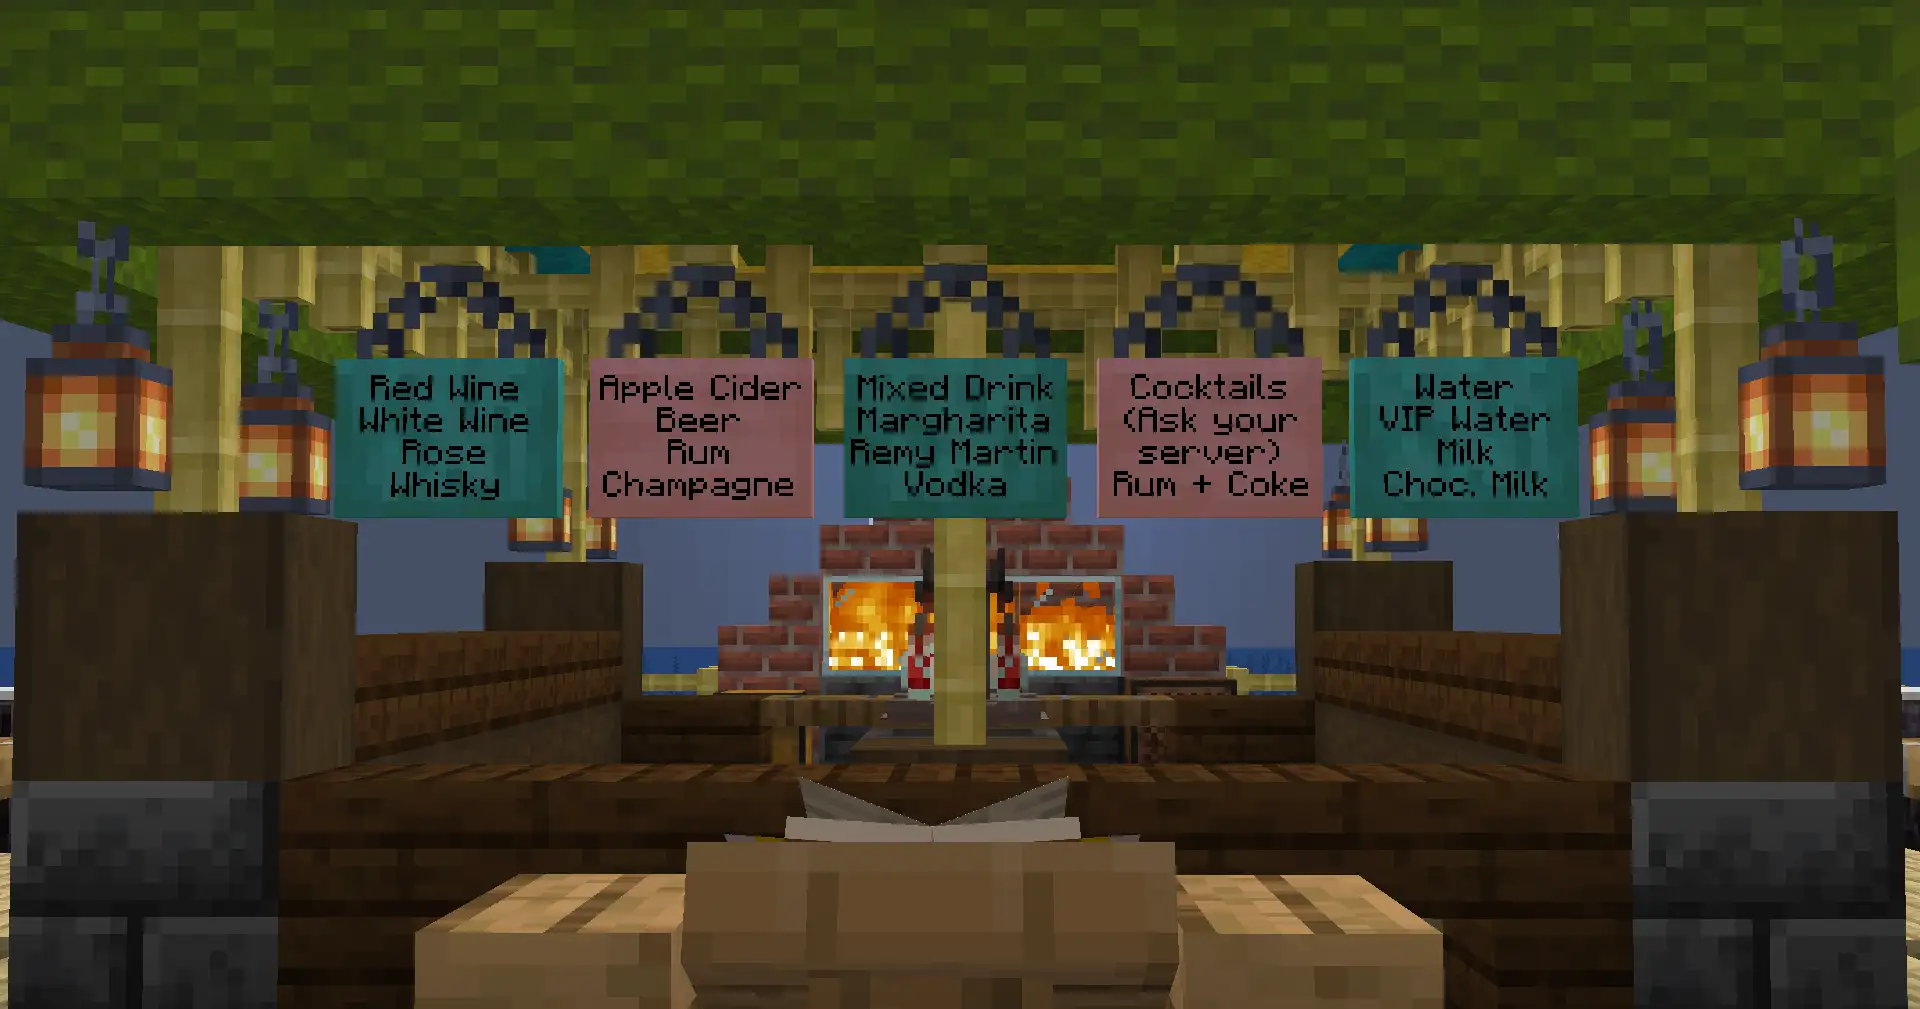 Red Wine
White Wine
Rose
Whisky
Apple Cider
Beer
Rum
Champagne
Mixed Drink
Margharita
Remy Martin
Vodka
Cocktails
(Ask your
server)
Rum + Coke
Water
VIP Water
Milk
Choc. Milk